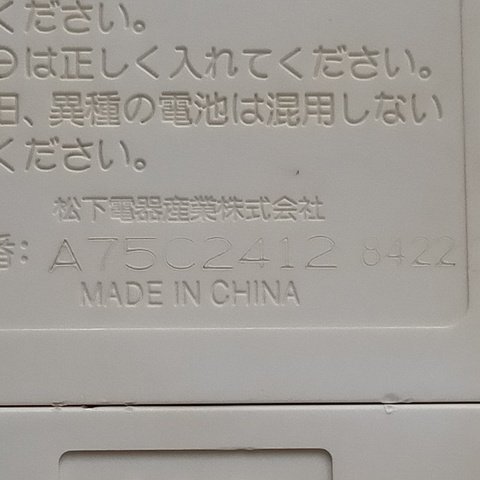 ください。
⊖は正しく入れてください。
旧、異種の電池は混用しない
ください。
松下電器産業株式会社
番: A75C2412 8422
MADE IN CHINA